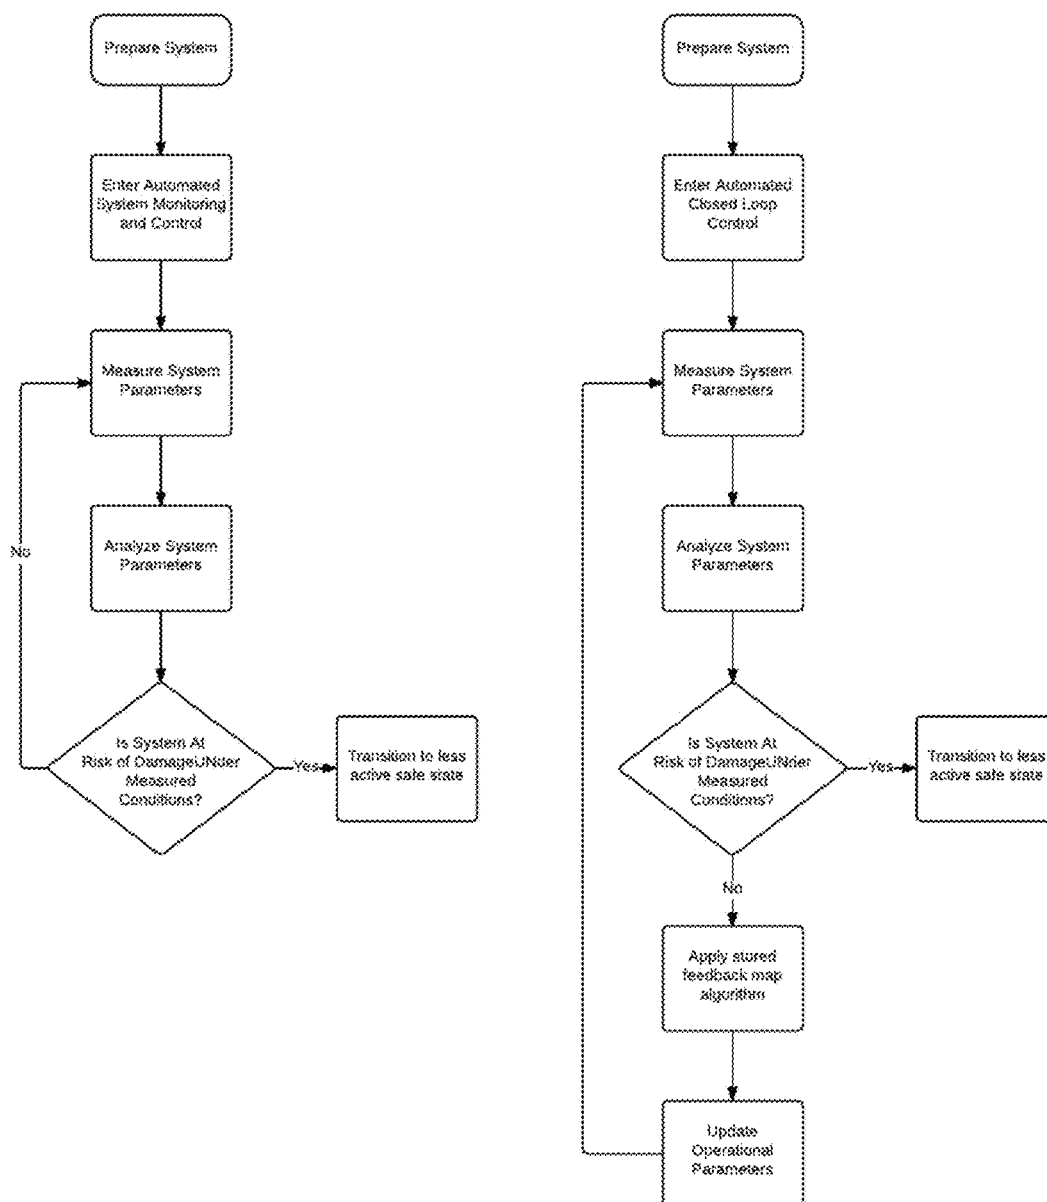 Prepare System
Enter Automated
System Monitoring
and Control
Measure System
Parameters
Analyze System
Parameters
No
Is System At
Risk of DamageUNder
Measured
Conditions?
Yes
Transition to less
active safe state
Prepare System
Enter Automated
Closed Loop
Control
Measure System
Parameters
Analyze System
Parameters
Is System At
Risk of DamageUNder
Measured
Conditions?
Yes
Transition to less
active safe state
No
Apply stored
feedback map
algorithm
Update
Operational
Parameters